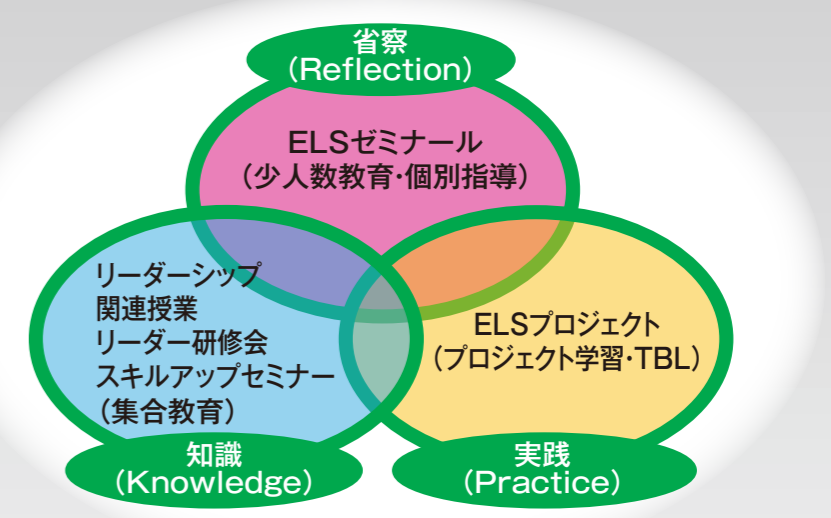 省察
(Reflection)
ELSゼミナール
(少人数教育・個別指導)
リーダーシップ
関連授業
リーダー研修会
スキルアップセミナー
(集合教育)
ELSプロジェクト
(プロジェクト学習・TBL)
知識
(Knowledge)
実践
(Practice)